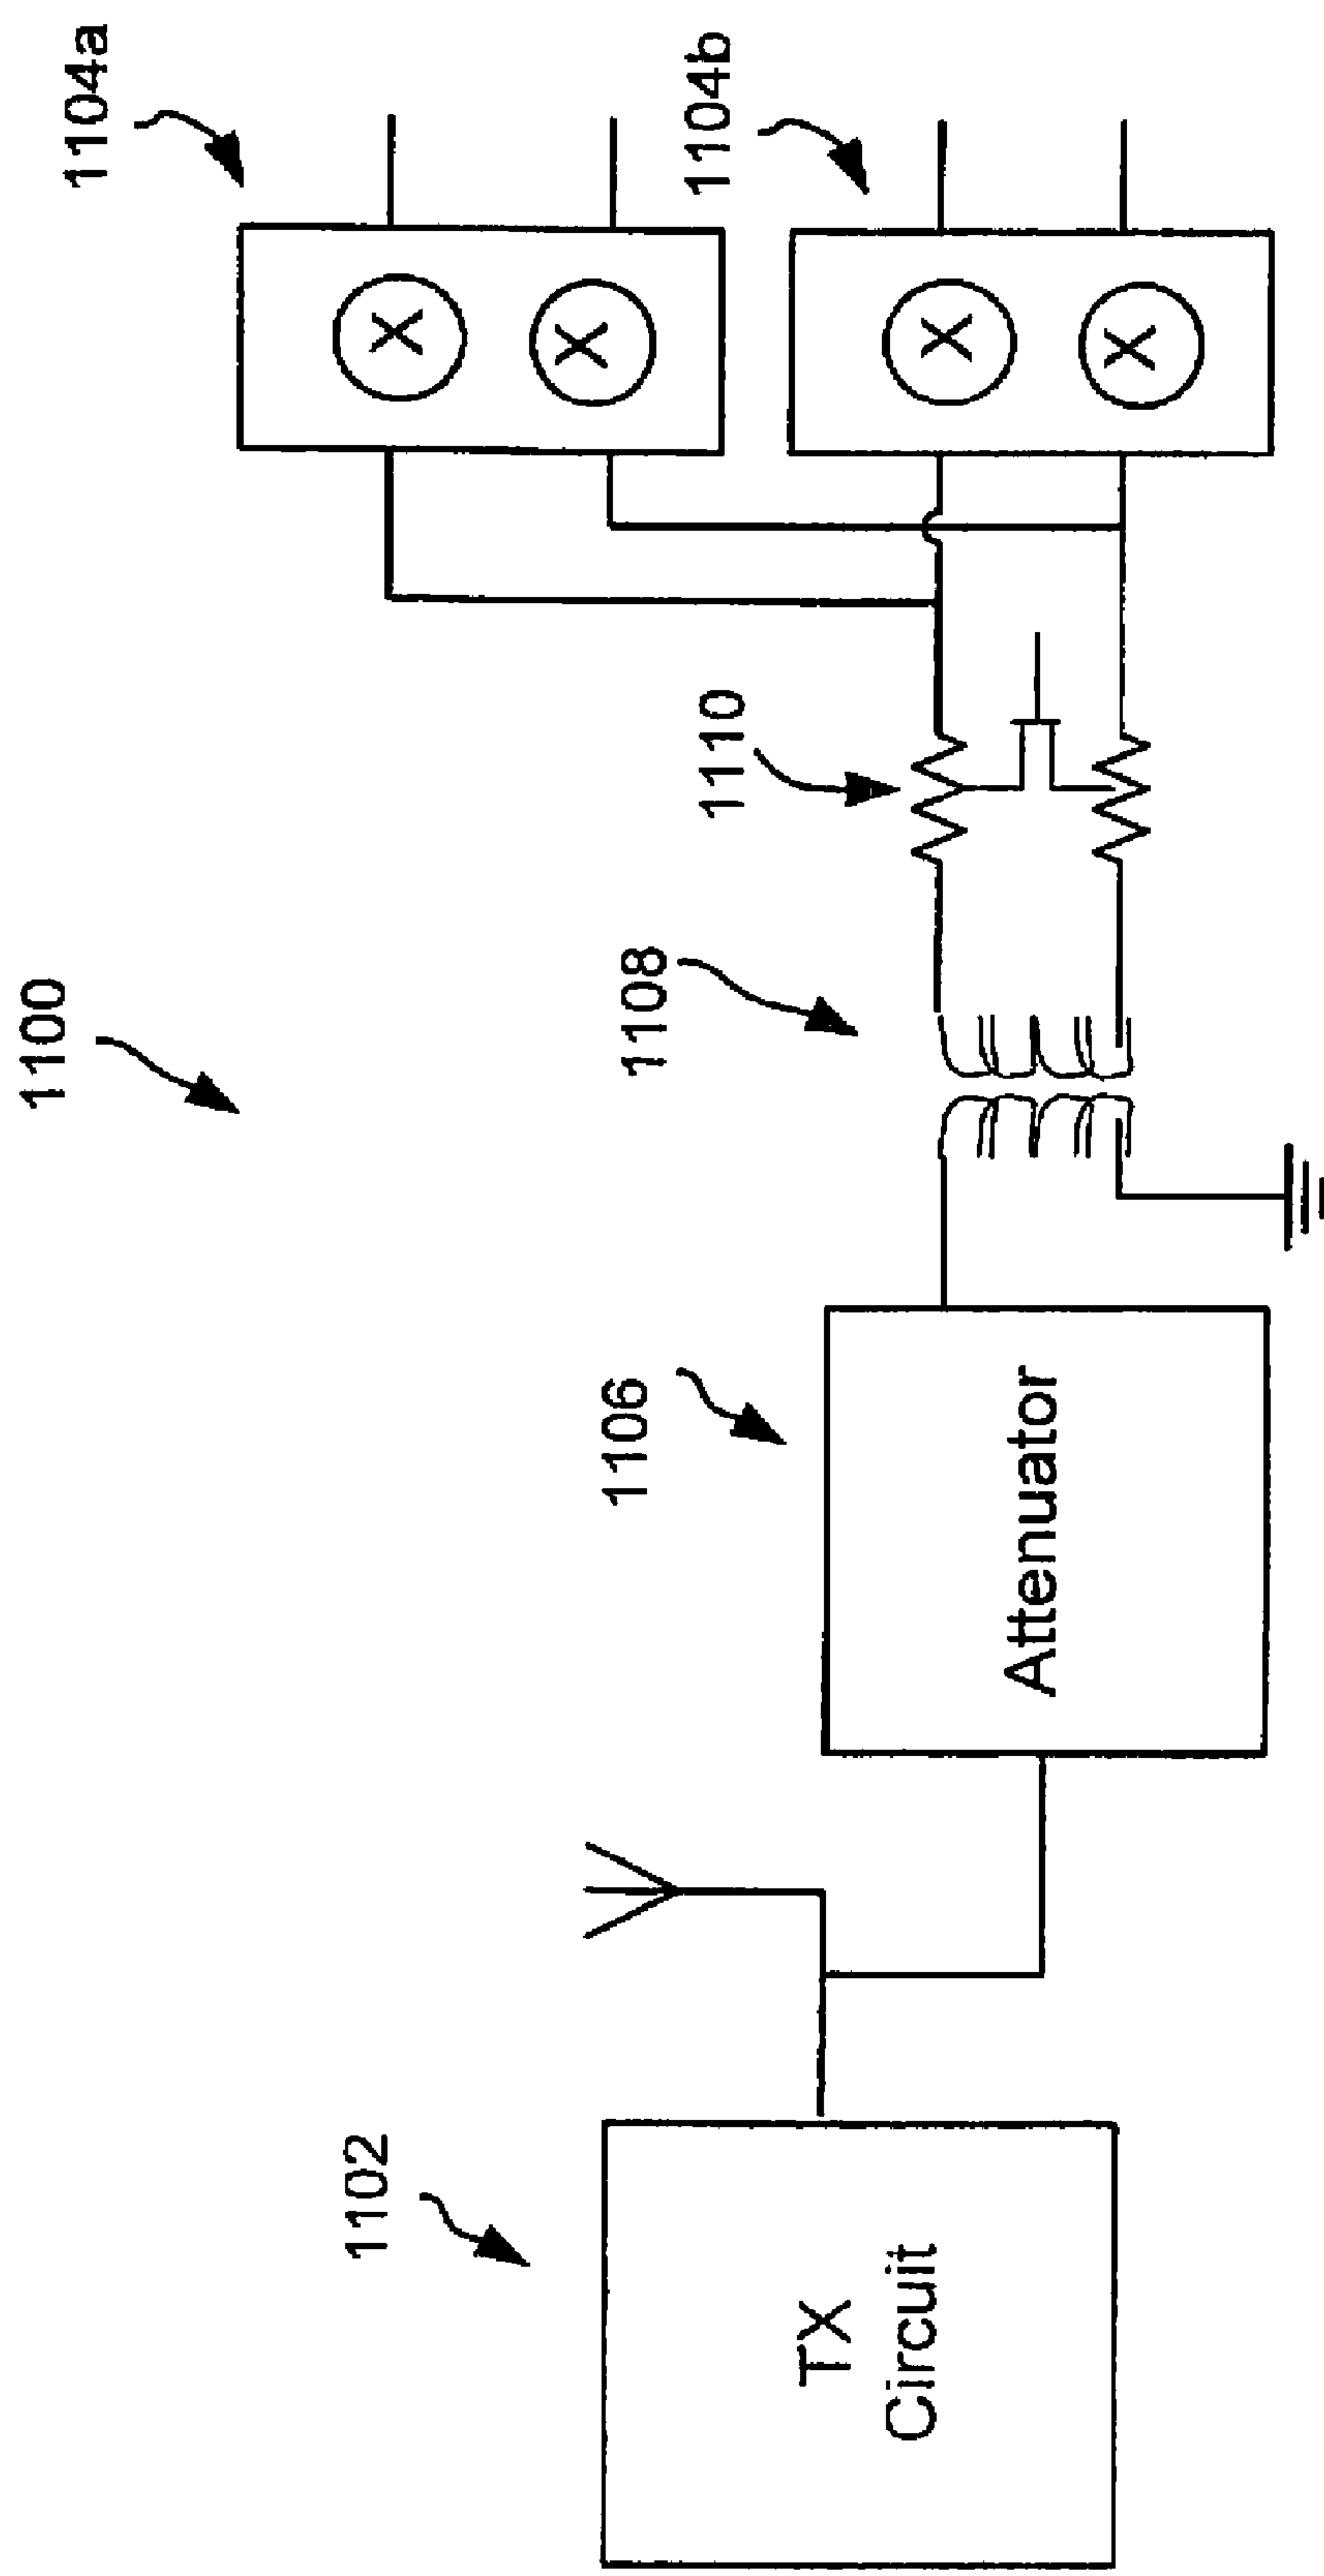 1100
1102
TX
Circuit
1106
Attenuator
1108
1110
1104a
X
X
1104b
X
X